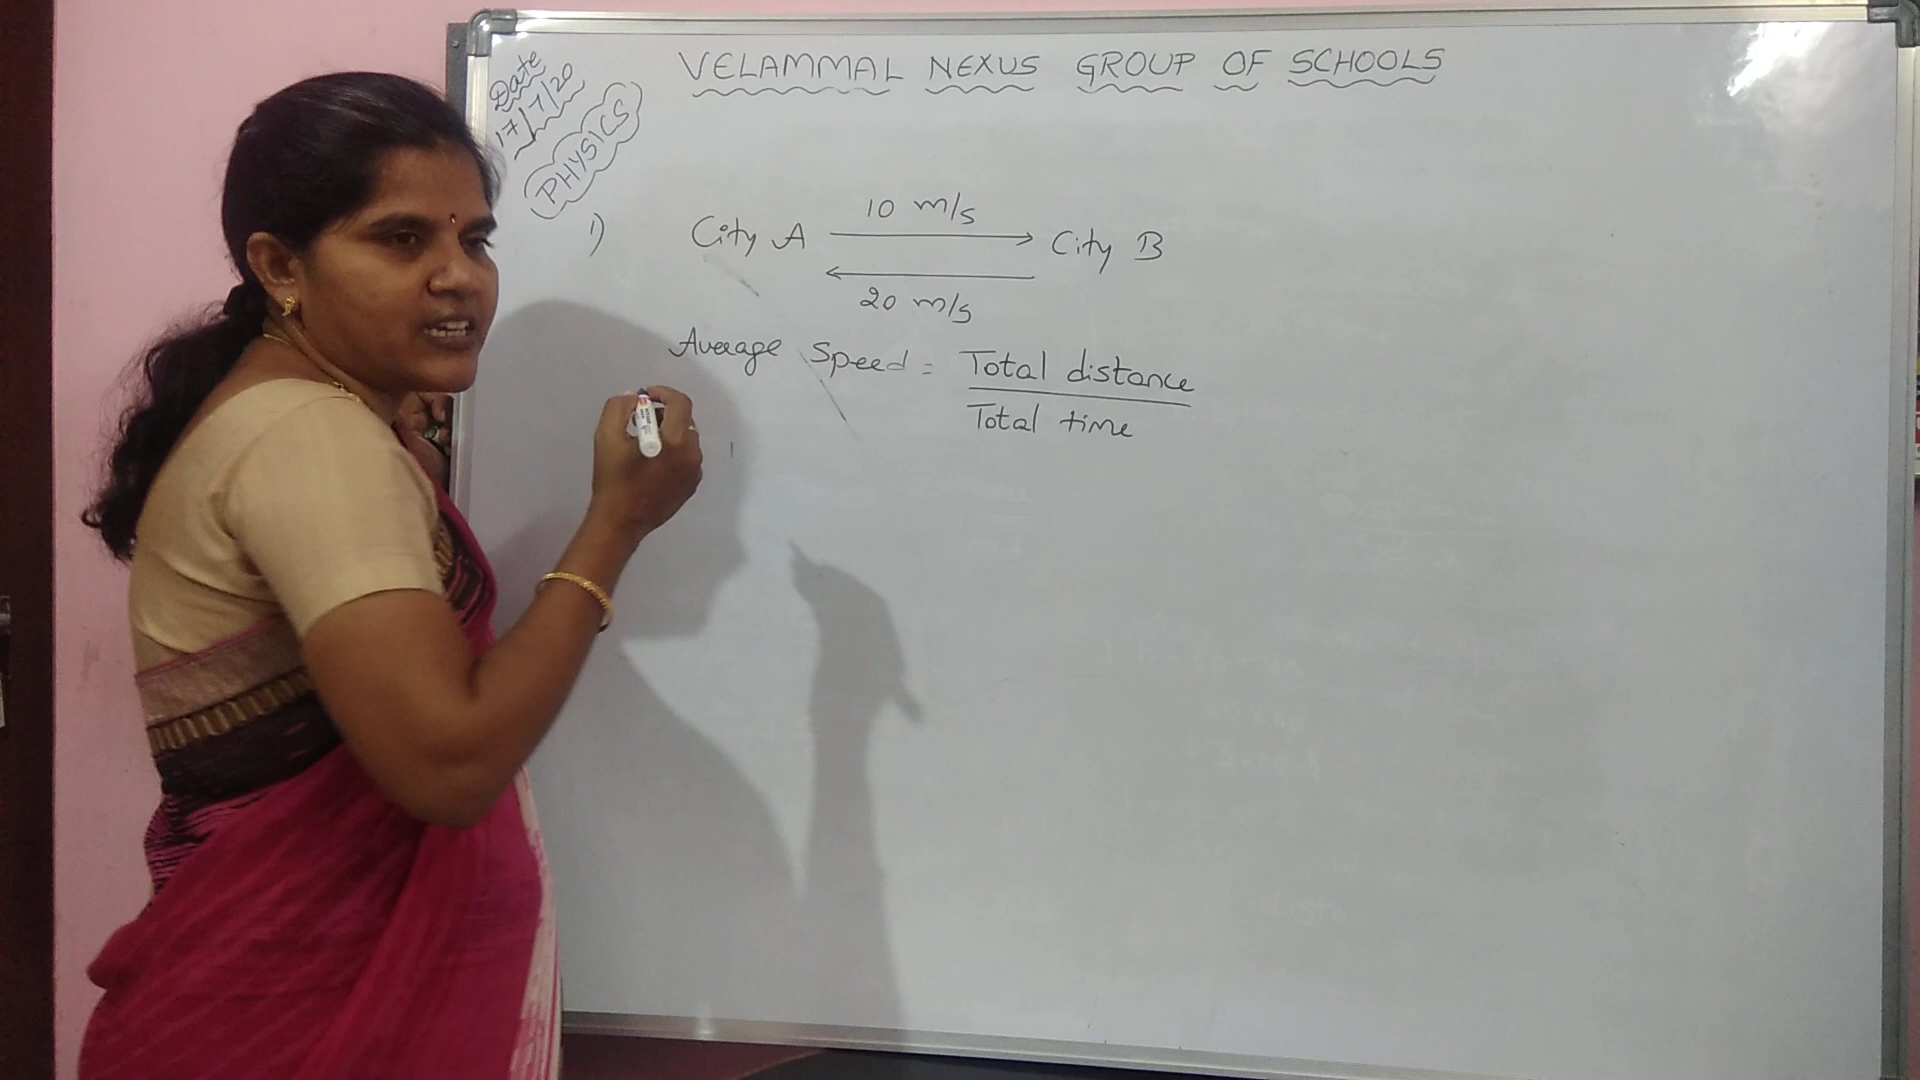 VELAMMAL NEXUS GROUP OF SCHOOLS
Date
17/7/20
PHYSICS
10 m/s
1) City A City B
20 m/s
Average Speed = Total distance
Total time